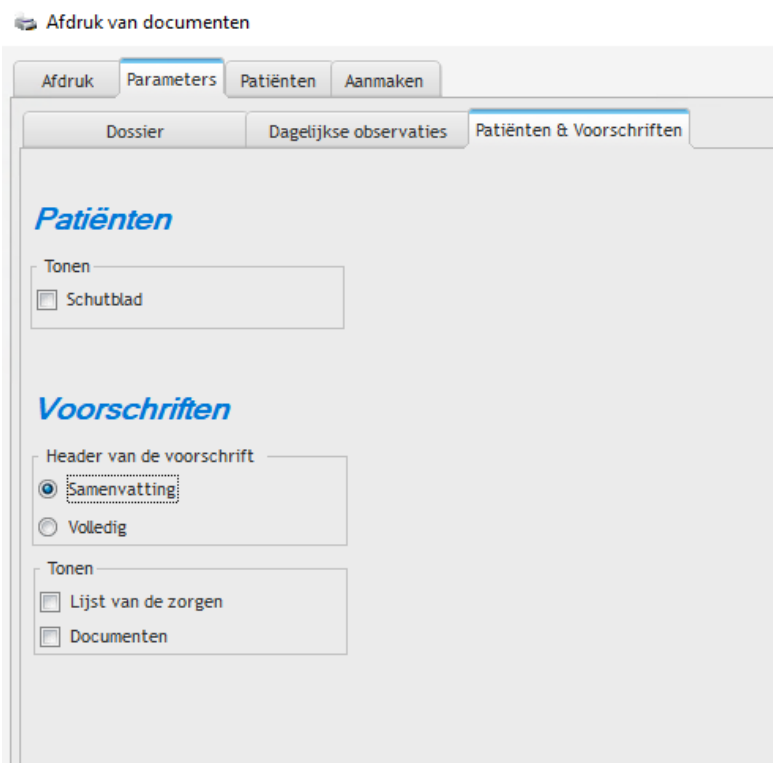 Afdruk van documenten
Afdruk Parameters Patiënten Aanmaken
Dossier Dagelijkse observaties Patiënten & Voorschriften
Patiënten
Tonen
Schutblad
Voorschriften
Header van de voorschrift
Samenvatting
Volledig
Tonen
Lijst van de zorgen
Documenten